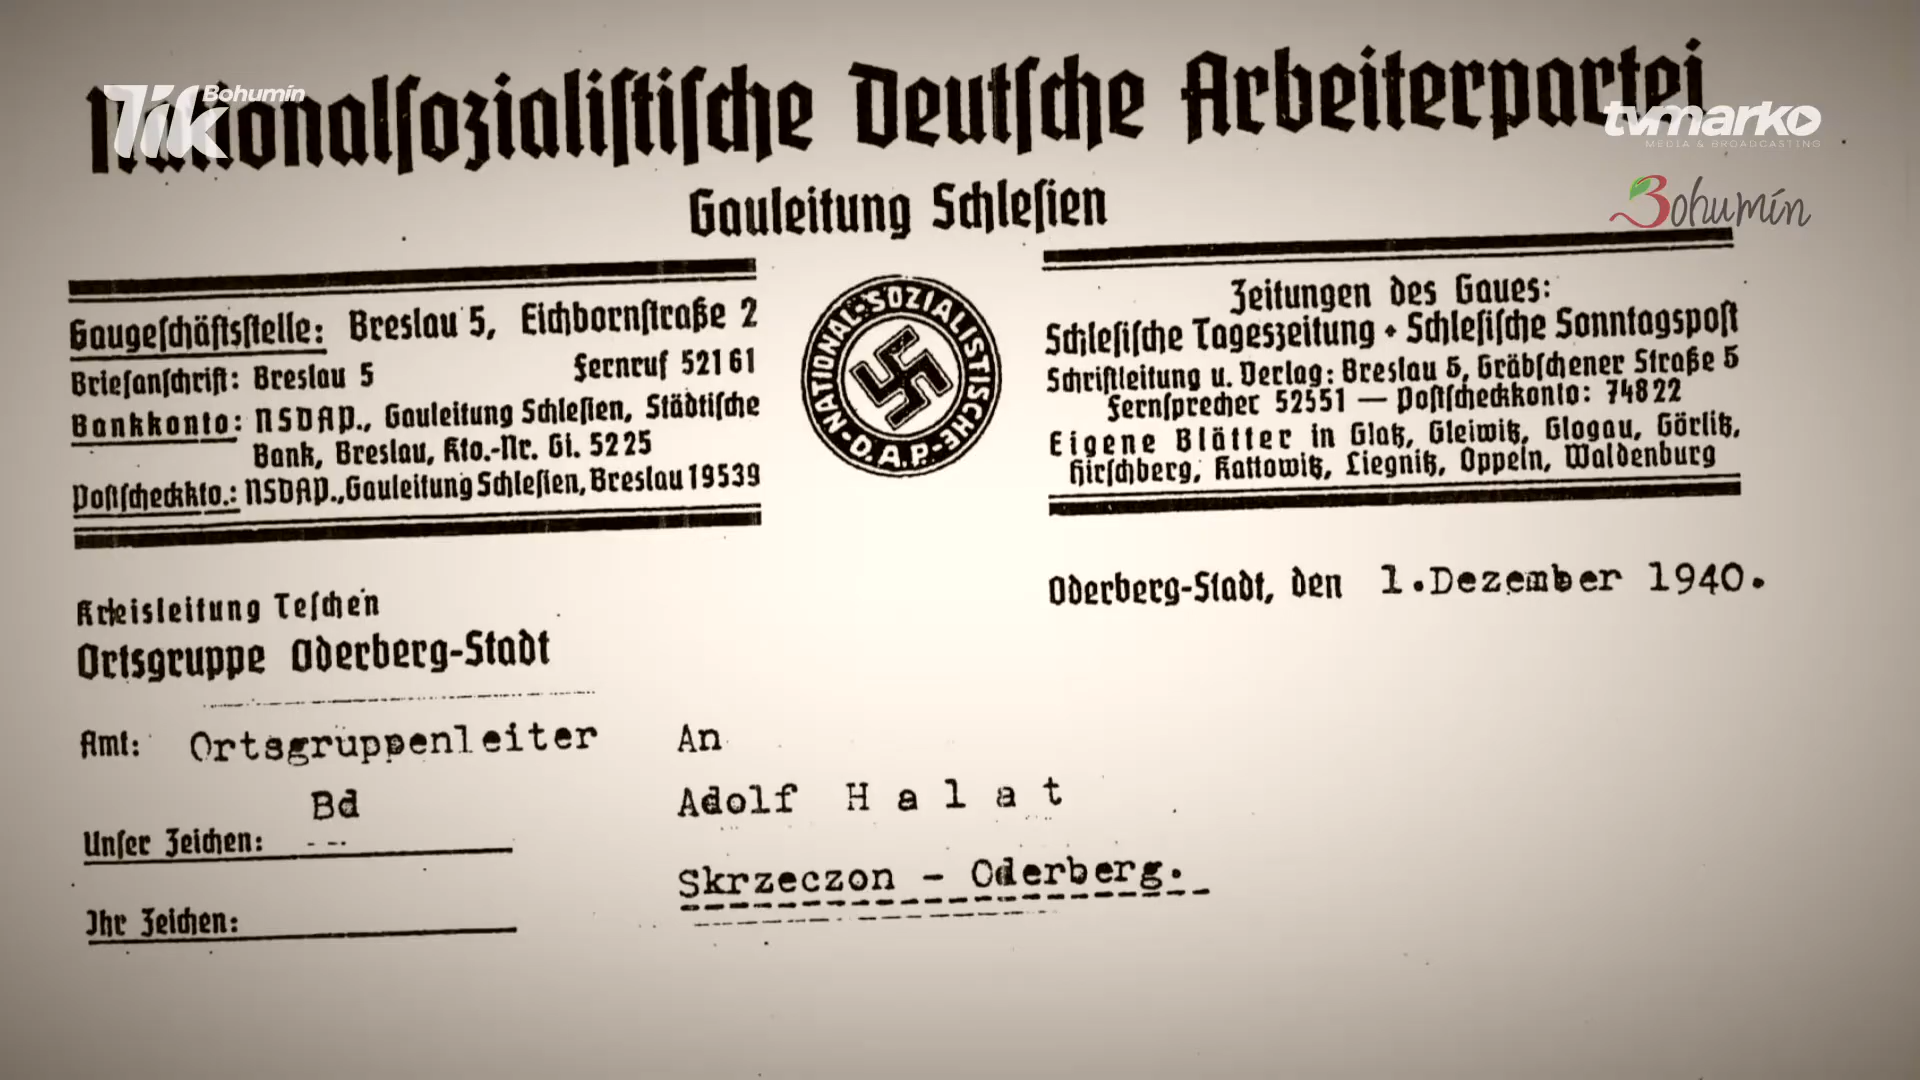 Nationalsozialistische Deutsche Arbeiterpartei
Gauleitung Schlesien
TiK Bohumín
tvmarko
MEDIA & BROADCASTING
Bohumín
Gaugeschäftsstelle: Breslau 5, Eichbornstraße 2
Briefanschrift: Breslau 5 Fernruf 52161
Bankkonto: NSDAP., Gauleitung Schlesien, Städtische
Bank, Breslau, Kto.-Nr. Gi. 5225
Postscheckkto.: NSDAP., Gauleitung Schlesien, Breslau 19539
NATIONAL-SOZIALISTISCHE-D.A.P.-
Zeitungen des Gaues:
Schlesische Tageszeitung • Schlesische Sonntagspost
Schriftleitung u. Verlag: Breslau 5, Gräbschener Straße 5
Fernsprecher 52551 — Postscheckkonto: 74822
Eigene Blätter in Glatz, Gleiwitz, Glogau, Görlitz,
Hirschberg, Kattowitz, Liegnitz, Oppeln, Waldenburg
Kreisleitung Teschen
Ortsgruppe Oderberg-Stadt
Oderberg-Stadt, den 1.Dezember 1940.
Amt: Ortsgruppenleiter
Bd
Unser Zeichen:
Ihr Zeichen:
An
Adolf Halat
Skrzeczon - Oderberg.